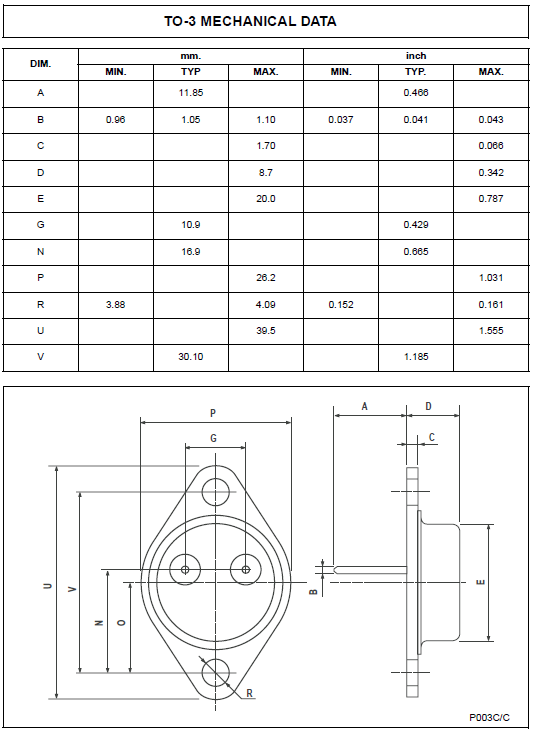 TO-3 MECHANICAL DATA
DIM. mm. inch
MIN. TYP MAX. MIN. TYP. MAX.
A 11.85 0.466
B 0.96 1.05 1.10 0.037 0.041 0.043
C 1.70 0.066
D 8.7 0.342
E 20.0 0.787
G 10.9 0.429
N 16.9 0.665
P 26.2 1.031
R 3.88 4.09 0.152 0.161
U 39.5 1.555
V 30.10 1.185
P
G
A
D
C
U
V
N
O
B
E
R
P003C/C